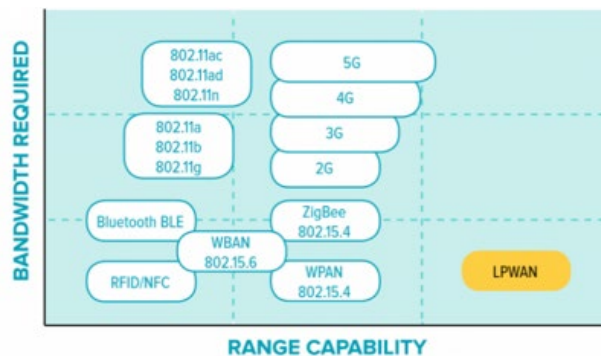 BANDWIDTH REQUIRED
802.11ac
802.11ad
802.11n
5G
4G
802.11a
802.11b
802.11g
3G
2G
Bluetooth BLE
ZigBee
802.15.4
WBAN
802.15.6
RFID/NFC
WPAN
802.15.4
LPWAN
RANGE CAPABILITY